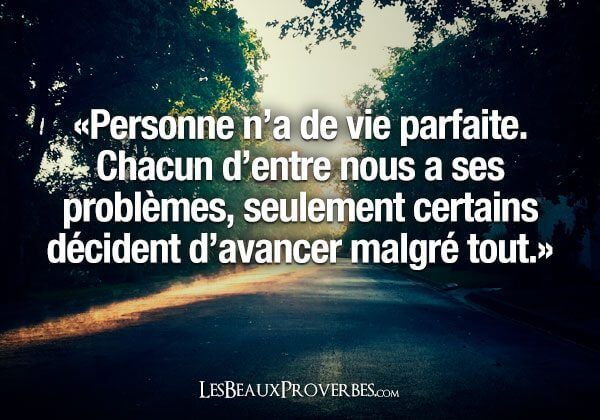 «Personne n’a de vie parfaite.
Chacun d’entre nous a ses
problèmes, seulement certains
décident d’avancer malgré tout.»
LESBEAUXPROVERBES.COM